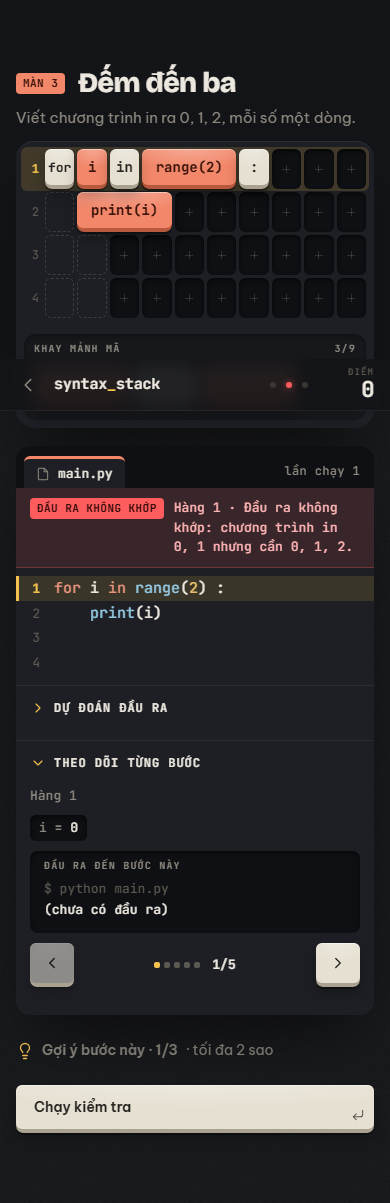 MÀN 3 Đếm đến ba
Viết chương trình in ra 0, 1, 2, mỗi số một dòng.
1 for i in range(2) : + + +
2 print(i) + + + + + +
3 + + + + + + + +
4 + + + + + + + +
KHAY MẢNH MÃ 3/9
syntax_stack ĐIỂM 0
main.py lần chạy 1
ĐẦU RA KHÔNG KHỚP Hàng 1 · Đầu ra không
khớp: chương trình in
0, 1 nhưng cần 0, 1, 2.
1 for i in range(2) :
2 print(i)
3
4
DỰ ĐOÁN ĐẦU RA
THEO DÕI TỪNG BƯỚC
Hàng 1
i = 0
ĐẦU RA ĐẾN BƯỚC NÀY
$ python main.py
(chưa có đầu ra)
1/5
Gợi ý bước này · 1/3 · tối đa 2 sao
Chạy kiểm tra